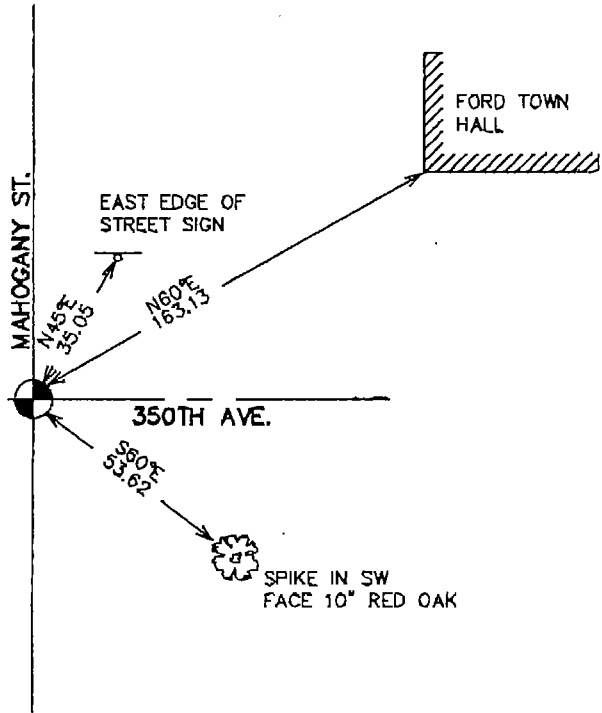 FORD TOWN
HALL
MAHOGANY ST.
EAST EDGE OF
STREET SIGN
N45°E
35.05
N60°E
163.13
350TH AVE.
S60°E
53.62
SPIKE IN SW
FACE 10" RED OAK